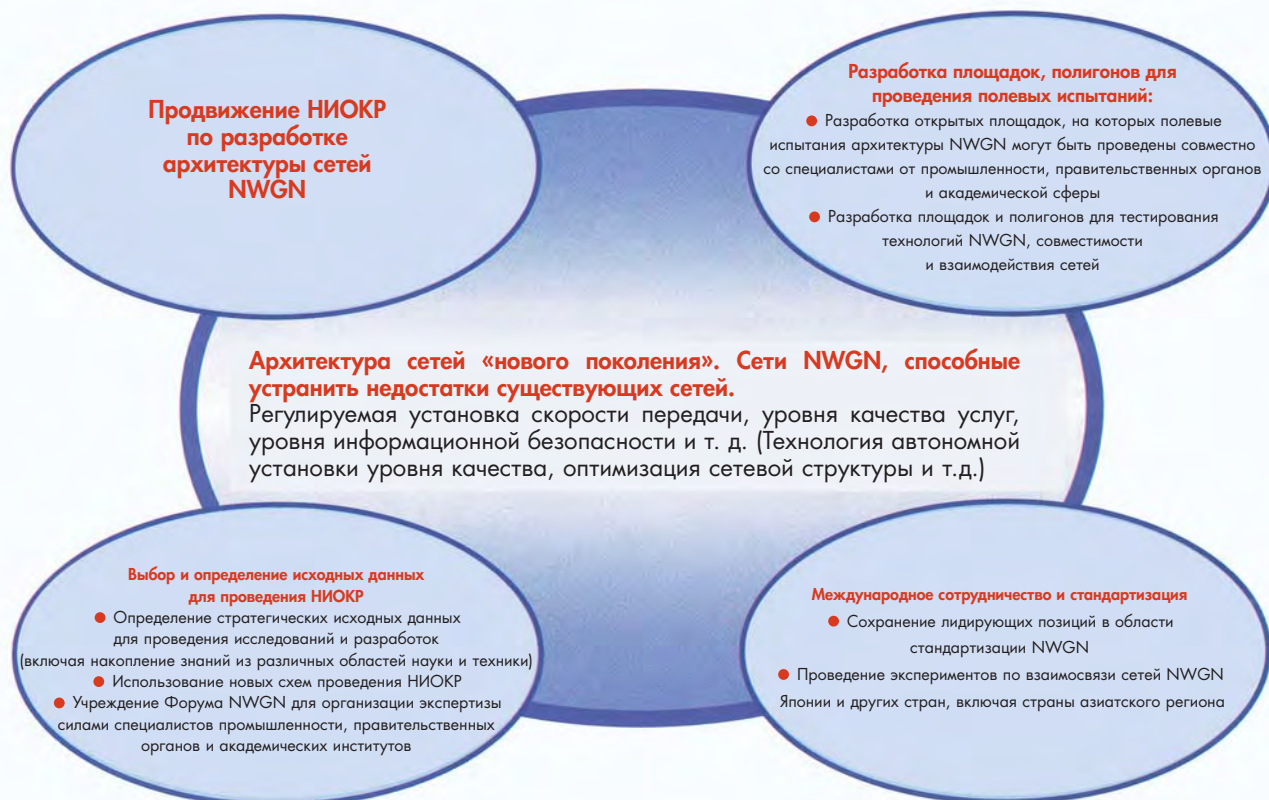 Продвижение НИОКР
по разработке
архитектуры сетей
NWGN
Разработка площадок, полигонов для
проведения полевых испытаний:
● Разработка открытых площадок, на которых полевые
испытания архитектуры NWGN могут быть проведены совместно
со специалистами от промышленности, правительственных органов
и академической сферы
● Разработка площадок и полигонов для тестирования
технологий NWGN, совместимости
и взаимодействия сетей
Архитектура сетей «нового поколения». Сети NWGN, способные
устранить недостатки существующих сетей.
Регулируемая установка скорости передачи, уровня качества услуг,
уровня информационной безопасности и т. д. (Технология автономной
установки уровня качества, оптимизация сетевой структуры и т.д.)
Выбор и определение исходных данных
для проведения НИОКР
● Определение стратегических исходных данных
для проведения исследований и разработок
(включая накопление знаний из различных областей науки и техники)
● Использование новых схем проведения НИОКР
● Учреждение Форума NWGN для организации экспертизы
силами специалистов промышленности, правительственных
органов и академических институтов
Международное сотрудничество и стандартизация
● Сохранение лидирующих позиций в области
стандартизации NWGN
● Проведение экспериментов по взаимосвязи сетей NWGN
Японии и других стран, включая страны азиатского региона